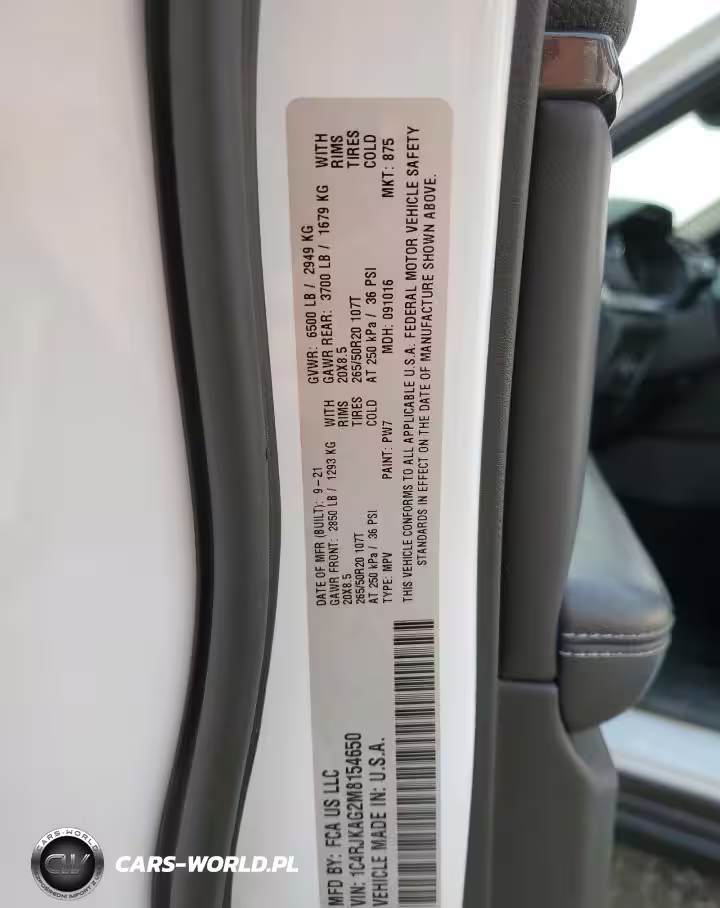 MFD BY: FCA US LLC
VIN: 1C4RJKAG2M8154650
VEHICLE MADE IN: U.S.A.
DATE OF MFR (BUILT): 9-21
GAWR FRONT: 2850 LB / 1293 KG WITH
20X8.5 RIMS
265/50R20 107T TIRES
AT 250 kPa / 36 PSI COLD
TYPE: MPV PAINT: PW7
GVWR: 6500 LB / 2949 KG
GAWR REAR: 3700 LB / 1679 KG WITH
20X8.5 RIMS
265/50R20 107T TIRES
AT 250 kPa / 36 PSI COLD
MDH: 091016 MKT: 875
THIS VEHICLE CONFORMS TO ALL APPLICABLE U.S.A. FEDERAL MOTOR VEHICLE SAFETY
STANDARDS IN EFFECT ON THE DATE OF MANUFACTURE SHOWN ABOVE.
CW
CARS-WORLD.PL